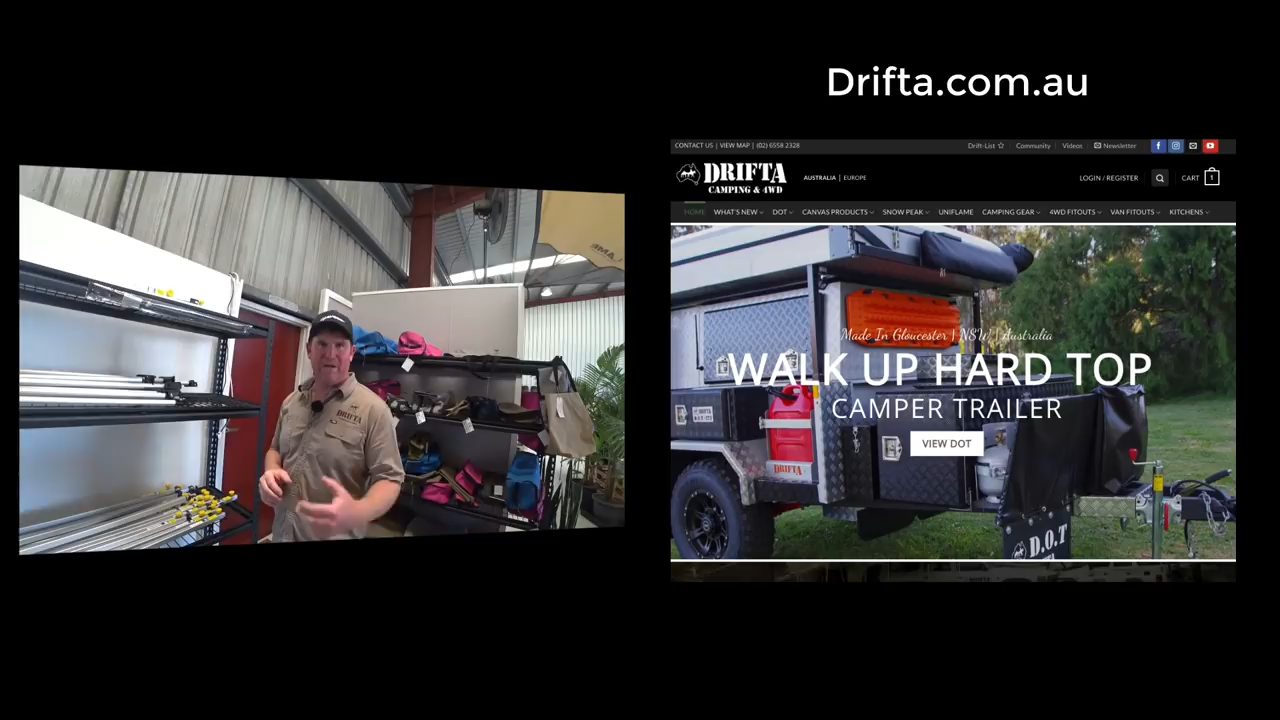 Drifta.com.au
CONTACT US | VIEW MAP | (02) 6558 2328
Drift-List Community Videos Newsletter
DRIFTA
CAMPING & 4WD
AUSTRALIA | EUROPE
LOGIN / REGISTER
CART 1
HOME WHAT'S NEW DOT CANVAS PRODUCTS SNOW PEAK UNIFLAME CAMPING GEAR 4WD FITOUTS VAN FITOUTS KITCHENS
Made In Gloucester | NSW | Australia
WALK UP HARD TOP
CAMPER TRAILER
VIEW DOT
DRIFTA
D.O.T
DRIFTA